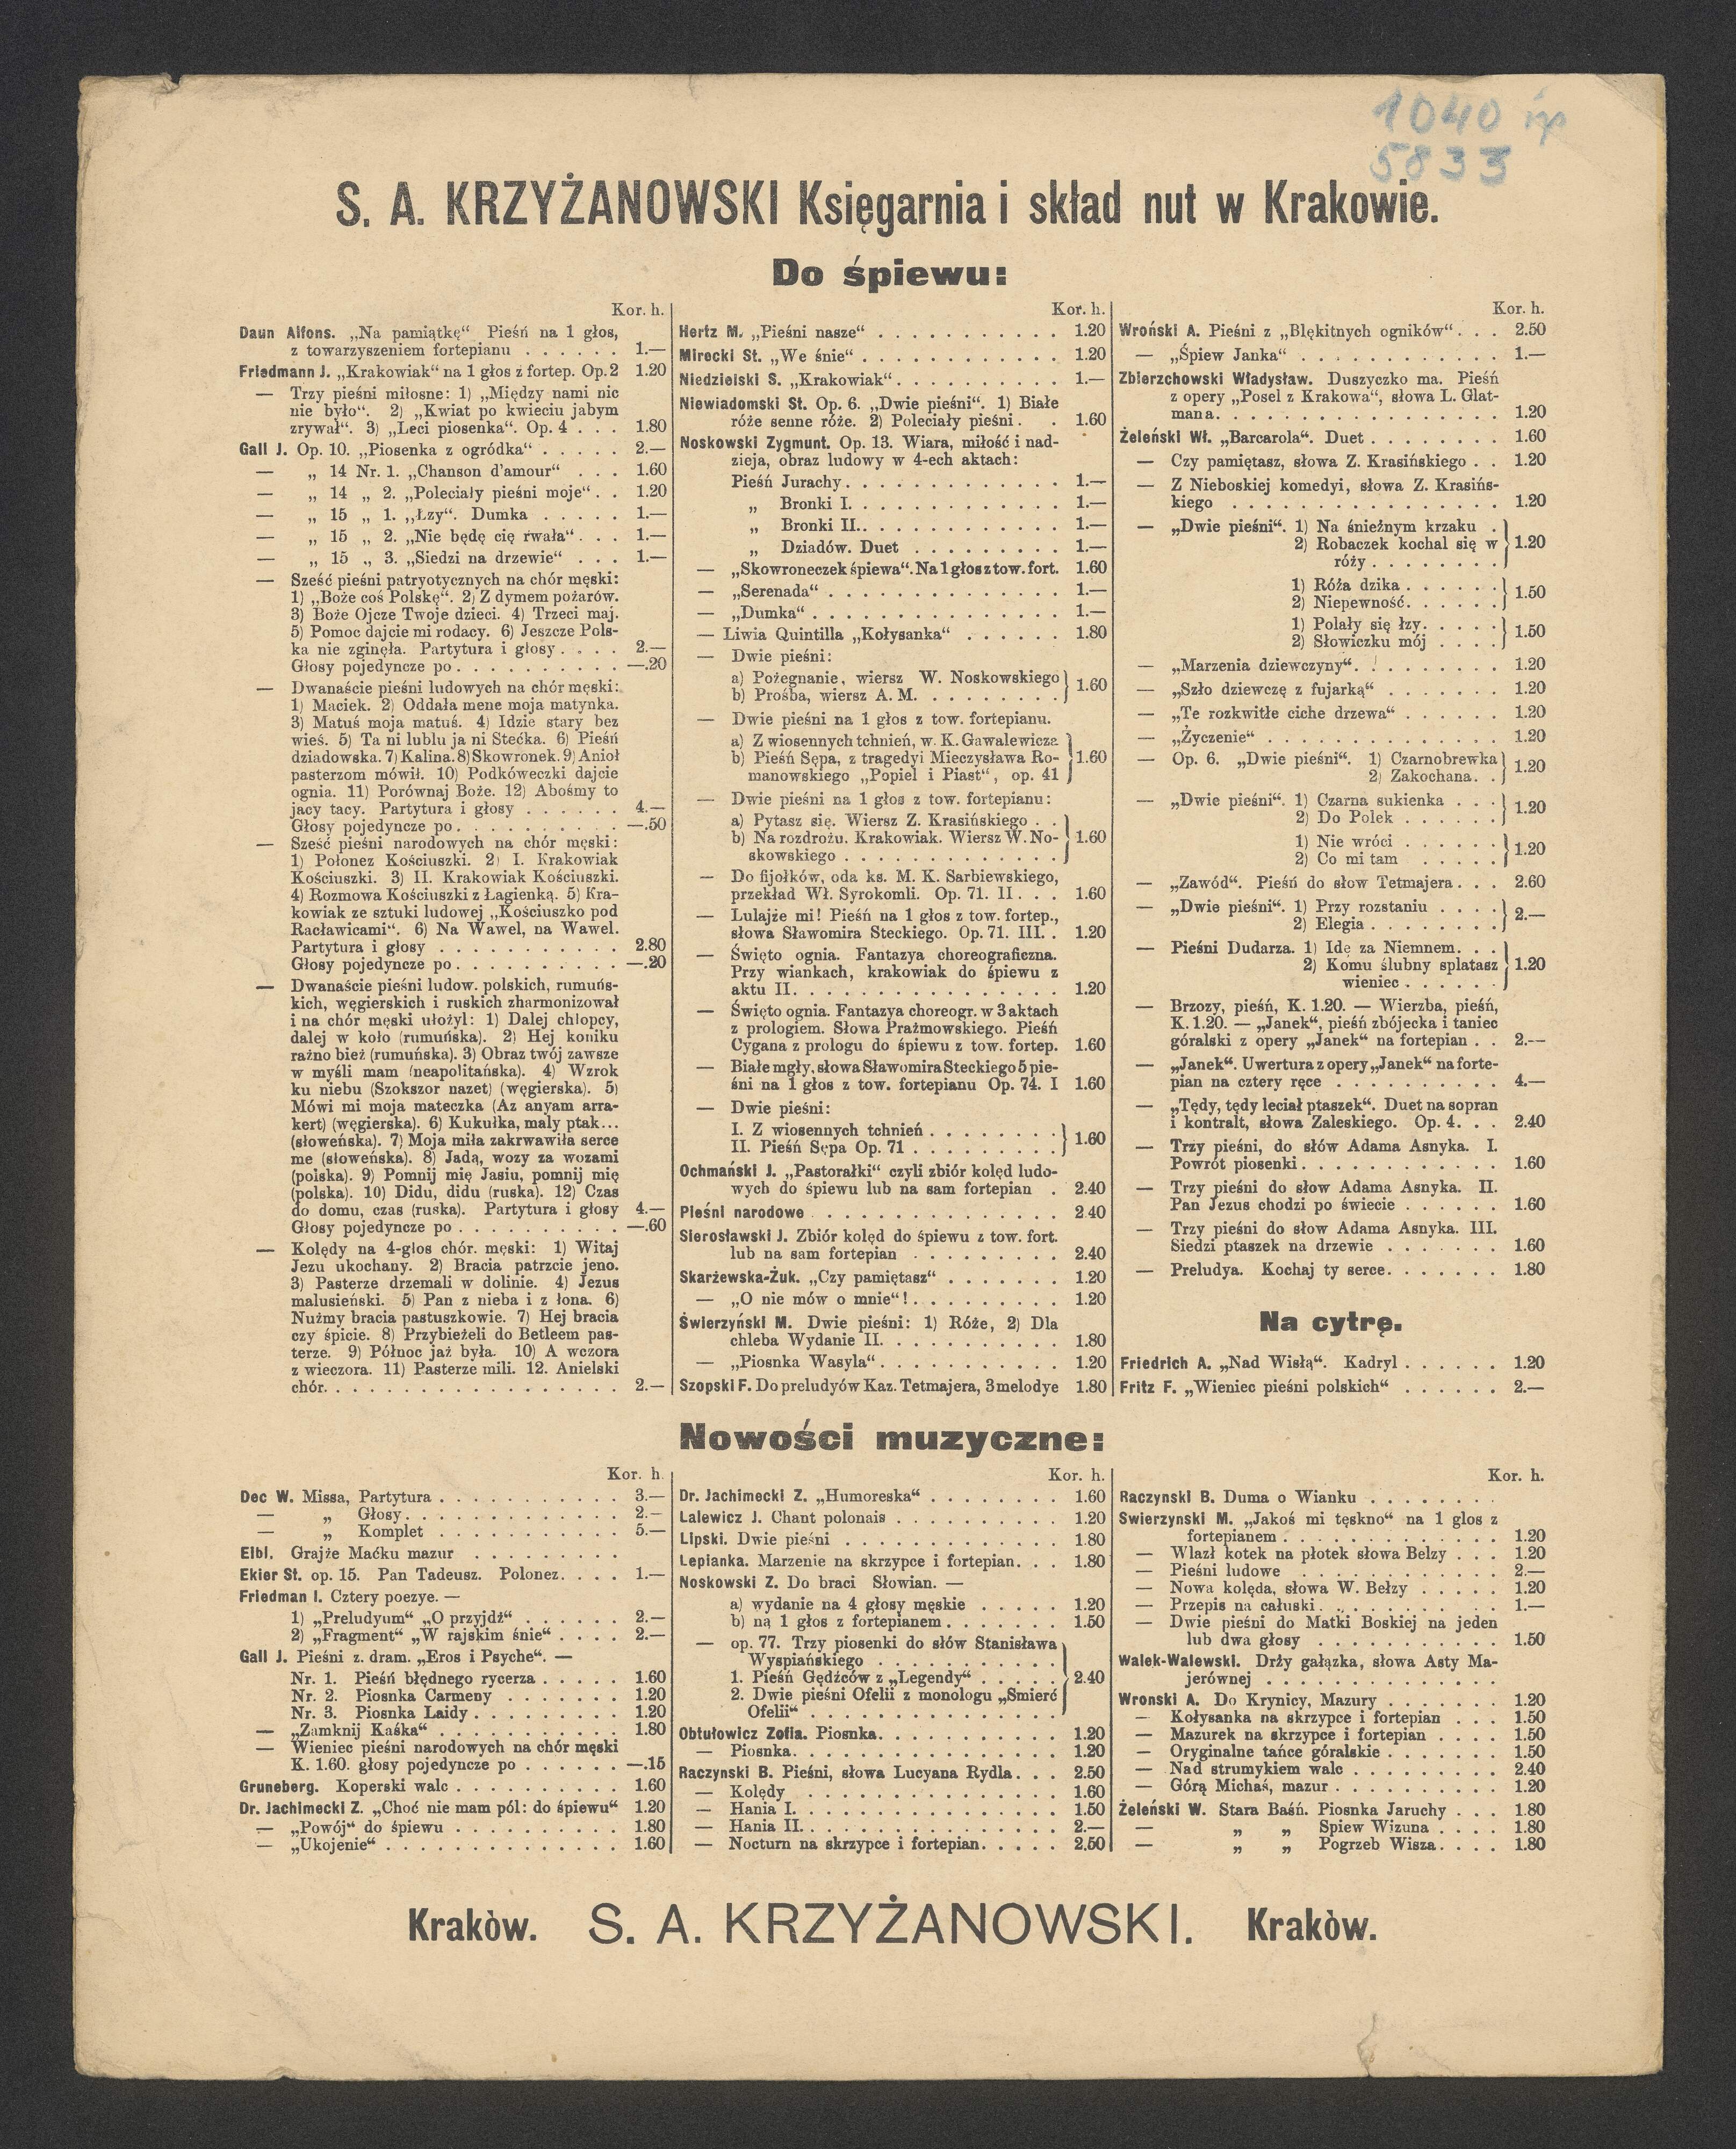 1040
5833
S. A. KRZYŻANOWSKI Księgarnia i skład nut w Krakowie.
Do śpiewu:
Kor. h.
Daun Alfons. „Na pamiątkę“ Pieśń na 1 głos,
z towarzyszeniem fortepianu . . . . . . 1.—
Friedmann J. „Krakowiak“ na 1 głos z fortep. Op. 2 1.20
— Trzy pieśni miłosne: 1) „Między nami nic
nie było“. 2) „Kwiat po kwieciu jabym
zrywał“. 3) „Leci piosenka“. Op. 4 . . . 1.80
Gall J. Op. 10. „Piosenka z ogródka“ . . . . . 2.—
— „ 14 Nr. 1. „Chanson d'amour“ . . . 1.60
— „ 14 „ 2. „Poleciały pieśni moje“ . . 1.20
— „ 15 „ 1. „Łzy“. Dumka . . . . . 1.—
— „ 15 „ 2. „Nie będę cię rwała“. . . 1.—
— „ 15 „ 3. „Siedzi na drzewie“ . . . 1.—
— Sześć pieśni patryotycznych na chór męski:
1) „Boże coś Polskę“. 2) Z dymem pożarów.
3) Boże Ojcze Twoje dzieci. 4) Trzeci maj.
5) Pomoc dajcie mi rodacy. 6) Jeszcze Pols-
ka nie zginęła. Partytura i głosy . . . . 2.—
Głosy pojedyncze po . . . . . . . . . . —.20
— Dwanaście pieśni ludowych na chór męski:
1) Maciek. 2) Oddała mene moja matynka.
3) Matuś moja matuś. 4) Idzie stary bez
wieś. 5) Ta ni lublu ja ni Stećka. 6) Pieśń
dziadowska. 7) Kalina. 8) Skowronek. 9) Anioł
pasterzom mówił. 10) Podkóweczki dajcie
ognia. 11) Porównaj Boże. 12) Abośmy to
jacy tacy. Partytura i głosy . . . . . . 4.—
Głosy pojedyncze po . . . . . . . . . . —.50
— Sześć pieśni narodowych na chór męski:
1) Polonez Kościuszki. 2) I. Krakowiak
Kościuszki. 3) II. Krakowiak Kościuszki.
4) Rozmowa Kościuszki z Łagienką. 5) Kra-
kowiak ze sztuki ludowej „Kościuszko pod
Racławicami“. 6) Na Wawel, na Wawel.
Partytura i głosy . . . . . . . . . . . 2.80
Głosy pojedyncze po . . . . . . . . . . —.20
— Dwanaście pieśni ludow. polskich, rumuńs-
kich, węgierskich i ruskich zharmonizował
i na chór męski ułożył: 1) Dalej chłopcy,
dalej w koło (rumuńska). 2) Hej koniku
raźno bież (rumuńska). 3) Obraz twój zawsze
w myśli mam (neapolitańska). 4) Wzrok
ku niebu (Szokszor nazet) (węgierska). 5)
Mówi mi moja mateczka (Az anyam arra-
kert) (węgierska). 6) Kukułka, mały ptak...
(słoweńska). 7) Moja miła zakrwawiła serce
me (słoweńska). 8) Jadą, wozy za wozami
(polska). 9) Pomnij mię Jasiu, pomnij mię
(polska). 10) Didu, didu (ruska). 12) Czas
do domu, czas (ruska). Partytura i głosy 4.—
Głosy pojedyncze po . . . . . . . . . . —.60
— Kolędy na 4-głos chór. męski: 1) Witaj
Jezu ukochany. 2) Bracia patrzcie jeno.
3) Pasterze drzemali w dolinie. 4) Jezus
malusieński. 5) Pan z nieba i z łona. 6)
Nużmy bracia pastuszkowie. 7) Hej bracia
czy śpicie. 8) Przybieżeli do Betleem pas-
terze. 9) Północ już była. 10) A wczora
z wieczora. 11) Pasterze mili. 12. Anielski
chór. . . . . . . . . . . . . . . . . . 2.—
Kor. h.
Hertz M. „Pieśni nasze“ . . . . . . . . . . . 1.20
Mirecki St. „We śnie“ . . . . . . . . . . . . 1.20
Niedzielski S. „Krakowiak“. . . . . . . . . . 1.—
Niewiadomski St. Op. 6. „Dwie pieśni“. 1) Białe
róże senne róże. 2) Poleciały pieśni . . 1.60
Noskowski Zygmunt. Op. 13. Wiara, miłość i nad-
zieja, obraz ludowy w 4-ech aktach:
Pieśń Jurachy . . . . . . . . . . . . . 1.—
„ Bronki I. . . . . . . . . . . . . 1.—
„ Bronki II. . . . . . . . . . . . . 1.—
„ Dziadów. Duet . . . . . . . . . 1.—
— „Skowroneczek śpiewa“. Na 1 głos z tow. fort. 1.60
— „Serenada“ . . . . . . . . . . . . . . 1.—
— „Dumka“ . . . . . . . . . . . . . . . 1.—
— Liwia Quintilla „Kołysanka“ . . . . . . 1.80
— Dwie pieśni:
a) Pożegnanie, wiersz W. Noskowskiego
b) Prośba, wiersz A. M. . . . . . . . . } 1.60
— Dwie pieśni na 1 głos z tow. fortepianu.
a) Z wiosennych tchnień, w. K. Gawalewicza
b) Pieśń Sępa, z tragedyi Mieczysława Ro- } 1.60
manowskiego „Popiel i Piast“, op. 41
— Dwie pieśni na 1 głos z tow. fortepianu:
a) Pytasz się. Wiersz Z. Krasińskiego . .
b) Na rozdrożu. Krakowiak. Wiersz W. No- } 1.60
skowskiego . . . . . . . . . . . . .
— Do fijołków, oda ks. M. K. Sarbiewskiego,
przekład Wł. Syrokomli. Op. 71. II . . . 1.60
— Lulajże mi! Pieśń na 1 głos z tow. fortep.,
słowa Sławomira Steckiego. Op. 71. III. . 1.20
— Święto ognia. Fantazya choreograficzna.
Przy wiankach, krakowiak do śpiewu z
aktu II. . . . . . . . . . . . . . . . 1.20
— Święto ognia. Fantazya choreogr. w 3 aktach
z prologiem. Słowa Prażmowskiego. Pieśń
Cygana z prologu do śpiewu z tow. fortep. 1.60
— Białe mgły, słowa Sławomira Steckiego 5 pie-
śni na 1 głos z tow. fortepianu Op. 74. I 1.60
— Dwie pieśni:
I. Z wiosennych tchnień . . . . . . . .
II. Pieśń Sępa Op. 71 . . . . . . . . . } 1.60
Ochmański J. „Pastorałki“ czyli zbiór kolęd ludo-
wych do śpiewu lub na sam fortepian . 2.40
Pieśni narodowe . . . . . . . . . . . . . . . 2.40
Sierosławski J. Zbiór kolęd do śpiewu z tow. fort.
lub na sam fortepian . . . . . . . . . 2.40
Skarżewska-Żuk. „Czy pamiętasz“ . . . . . . . 1.20
— „O nie mów o mnie“! . . . . . . . . . 1.20
Świerzyński M. Dwie pieśni: 1) Róże, 2) Dla
chleba Wydanie II. . . . . . . . . . . 1.80
— „Piosnka Wasyla“ . . . . . . . . . . . 1.20
Szopski F. Do preludyów Kaz. Tetmajera, 3 melodye 1.80
Kor. h.
Wroński A. Pieśni z „Błękitnych ogników“ . . . 2.50
— „Śpiew Janka“ . . . . . . . . . . . . 1.—
Zbierzchowski Władysław. Duszyczko ma. Pieśń
z opery „Posel z Krakowa“, słowa L. Glat-
mana. . . . . . . . . . . . . . . . . 1.20
Żeleński Wł. „Barcarola“. Duet . . . . . . . . 1.60
— Czy pamiętasz, słowa Z. Krasińskiego . . 1.20
— Z Nieboskiej komedyi, słowa Z. Krasińs-
kiego . . . . . . . . . . . . . . . . 1.20
— „Dwie pieśni“. 1) Na śnieżnym krzaku .
2) Robaczek kochał się w } 1.20
róży . . . . . . . .
1) Róża dzika . . . . . .
2) Niepewność. . . . . . } 1.50
1) Polały się łzy. . . . .
2) Słowiczku mój . . . . } 1.50
— „Marzenia dziewczyny“. . . . . . . . . 1.20
— „Szło dziewczę z fujarką“ . . . . . . . 1.20
— „Te rozkwitłe ciche drzewa“ . . . . . . 1.20
— „Życzenie“ . . . . . . . . . . . . . . 1.20
— Op. 6. „Dwie pieśni“. 1) Czarnobrewka
2) Zakochana. . } 1.20
— „Dwie pieśni“. 1) Czarna sukienka . . .
2) Do Polek . . . . . . } 1.20
1) Nie wróci . . . . . .
2) Co mi tam . . . . . } 1.20
— „Zawód“. Pieśń do słow Tetmajera . . . 2.60
— „Dwie pieśni“. 1) Przy rozstaniu . . . .
2) Elegia . . . . . . . . } 2.—
— Pieśni Dudarza. 1) Idę za Niemnem. . .
2) Komu ślubny splatasz } 1.20
wieniec . . . . . .
— Brzozy, pieśń, K. 1.20. — Wierzba, pieśń,
K. 1.20. — „Janek“, pieśń zbójecka i taniec
góralski z opery „Janek“ na fortepian . . 2.—
— „Janek“. Uwertura z opery „Janek“ na forte-
pian na cztery ręce . . . . . . . . . . 4.—
— „Tędy, tędy leciał ptaszek“. Duet na sopran
i kontralt, słowa Zaleskiego. Op. 4. . . 2.40
— Trzy pieśni, do słów Adama Asnyka. I.
Powrót piosenki . . . . . . . . . . . . 1.60
— Trzy pieśni do słow Adama Asnyka. II.
Pan Jezus chodzi po świecie . . . . . . 1.60
— Trzy pieśni do słow Adama Asnyka. III.
Siedzi ptaszek na drzewie . . . . . . . 1.60
— Preludya. Kochaj ty serce. . . . . . . 1.80
Na cytrę.
Friedrich A. „Nad Wisłą“. Kadryl . . . . . . 1.20
Fritz F. „Wieniec pieśni polskich“ . . . . . . 2.—
Nowości muzyczne:
Kor. h.
Dec W. Missa, Partytura . . . . . . . . . . . 3.—
— „ Głosy. . . . . . . . . . . . . 2.—
— „ Komplet . . . . . . . . . . . 5.—
Elbl. Grajże Maćku mazur . . . . . . . . .
Ekier St. op. 15. Pan Tadeusz. Polonez. . . . 1.—
Friedman I. Cztery poezye. —
1) „Preludyum“ „O przyjdź“ . . . . . . 2.—
2) „Fragment“ „W rajskim śnie“ . . . . 2.—
Gall J. Pieśni z. dram. „Eros i Psyche“. —
Nr. 1. Pieśń błędnego rycerza . . . . . 1.60
Nr. 2. Piosnka Carmeny . . . . . . . 1.20
Nr. 3. Piosnka Laidy . . . . . . . . . 1.20
— „Zamknij Kaśka“ . . . . . . . . . . . 1.80
— Wieniec pieśni narodowych na chór męski
K. 1.60. głosy pojedyncze po . . . . . . —.15
Gruneberg. Koperski walc . . . . . . . . . . 1.60
Dr. Jachimecki Z. „Choć nie mam pól: do śpiewu“ 1.20
— „Powój“ do śpiewu . . . . . . . . . . 1.80
— „Ukojenie“ . . . . . . . . . . . . . . 1.60
Kor. h.
Dr. Jachimecki Z. „Humoreska“ . . . . . . . . 1.60
Lalewicz J. Chant polonais . . . . . . . . . . 1.20
Lipski. Dwie pieśni . . . . . . . . . . . . . 1.80
Lepianka. Marzenie na skrzypce i fortepian. . . 1.80
Noskowski Z. Do braci Słowian. —
a) wydanie na 4 głosy męskie . . . . . 1.20
b) ną 1 głos z fortepianem . . . . . . . 1.50
— op. 77. Trzy piosenki do słów Stanisława
Wyspiańskiego . . . . . . . . . . .
1. Pieśń Gędźców z „Legendy“ . . . . . } 2.40
2. Dwie pieśni Ofelii z monologu „Smierć
Ofelii“ . . . . . . . . . . . . . . .
Obtułowicz Zofia. Piosnka. . . . . . . . . . . 1.20
— Piosnka. . . . . . . . . . . . . . . . 1.20
Raczynski B. Pieśni, słowa Lucyana Rydla. . . 2.50
— Kolędy . . . . . . . . . . . . . . . 1.60
— Hania I. . . . . . . . . . . . . . . . 1.50
— Hania II. . . . . . . . . . . . . . . . 2.—
— Nocturn na skrzypce i fortepian. . . . . 2.50
Kor. h.
Raczynski B. Duma o Wianku . . . . . . . .
Swierzynski M. „Jakoś mi tęskno“ na 1 glos z
fortepianem . . . . . . . . . . . . . 1.20
— Wlazł kotek na płotek słowa Belzy . . . 1.20
— Pieśni ludowe . . . . . . . . . . . . 2.—
— Nowa kolęda, słowa W. Bełzy . . . . . 1.20
— Przepis na całuski . . . . . . . . . . . 1.—
— Dwie pieśni do Matki Boskiej na jeden
lub dwa głosy . . . . . . . . . . . 1.50
Walek-Walewski. Drży gałązka, słowa Asty Ma-
jerównej . . . . . . . . . . . . . .
Wronski A. Do Krynicy, Mazury . . . . . . . 1.20
— Kołysanka na skrzypce i fortepian . . . 1.50
— Mazurek na skrzypce i fortepian . . . . 1.50
— Oryginalne tańce góralskie . . . . . . . 1.50
— Nad strumykiem walc . . . . . . . . . 2.40
— Górą Michaś, mazur . . . . . . . . . . 1.20
Żeleński W. Stara Baśń. Piosnka Jaruchy . . . 1.80
— „ „ Spiew Wizuna . . . . 1.80
— „ „ Pogrzeb Wisza. . . . 1.80
Kraków. S. A. KRZYŻANOWSKI. Kraków.